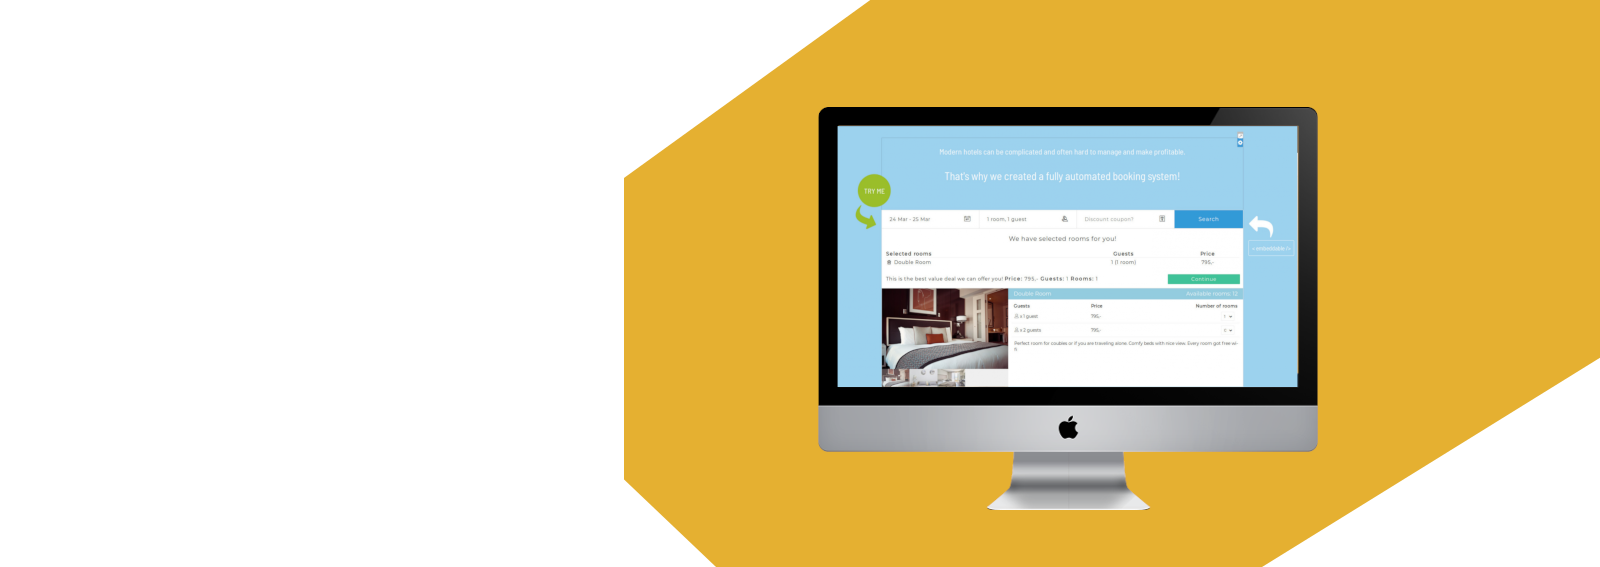 Modern hotels can be complicated and often hard to manage and make profitable.
That's why we created a fully automated booking system!
TRY ME
24 Mar - 25 Mar 1 room, 1 guest Discount coupon? Search
< embeddable />
We have selected rooms for you!
Selected rooms Guests Price
Double Room 1 (1 room) 795,-
This is the best value deal we can offer you! Price: 795,- Guests: 1 Rooms: 1 Continue
Double Room Available rooms: 12
Guests Price Number of rooms
x 1 guest 795,- 1
x 2 guests 795,- 2
Perfect room for coubles or if you are traveling alone. Comfy beds with nice view. Every room got free wi-
fi.